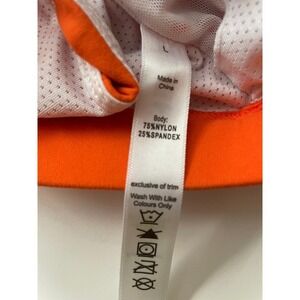 L
Made in
China
Body:
75%NYLON
25%SPANDEX
exclusive of trim
Wash With Like
Colours Only